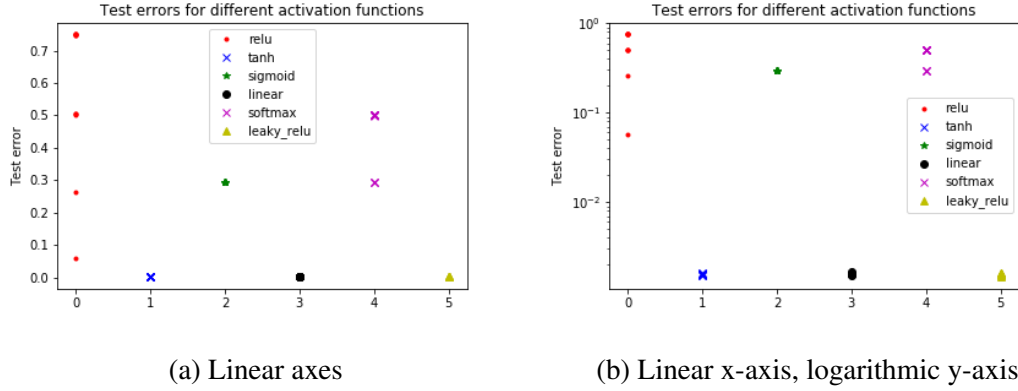 Test errors for different activation functions
Test error
0.7
0.6
0.5
0.4
0.3
0.2
0.1
0.0
relu
tanh
sigmoid
linear
softmax
leaky_relu
0 1 2 3 4 5
(a) Linear axes
Test errors for different activation functions
Test error
10⁰
10⁻¹
10⁻²
relu
tanh
sigmoid
linear
softmax
leaky_relu
0 1 2 3 4 5
(b) Linear x-axis, logarithmic y-axis